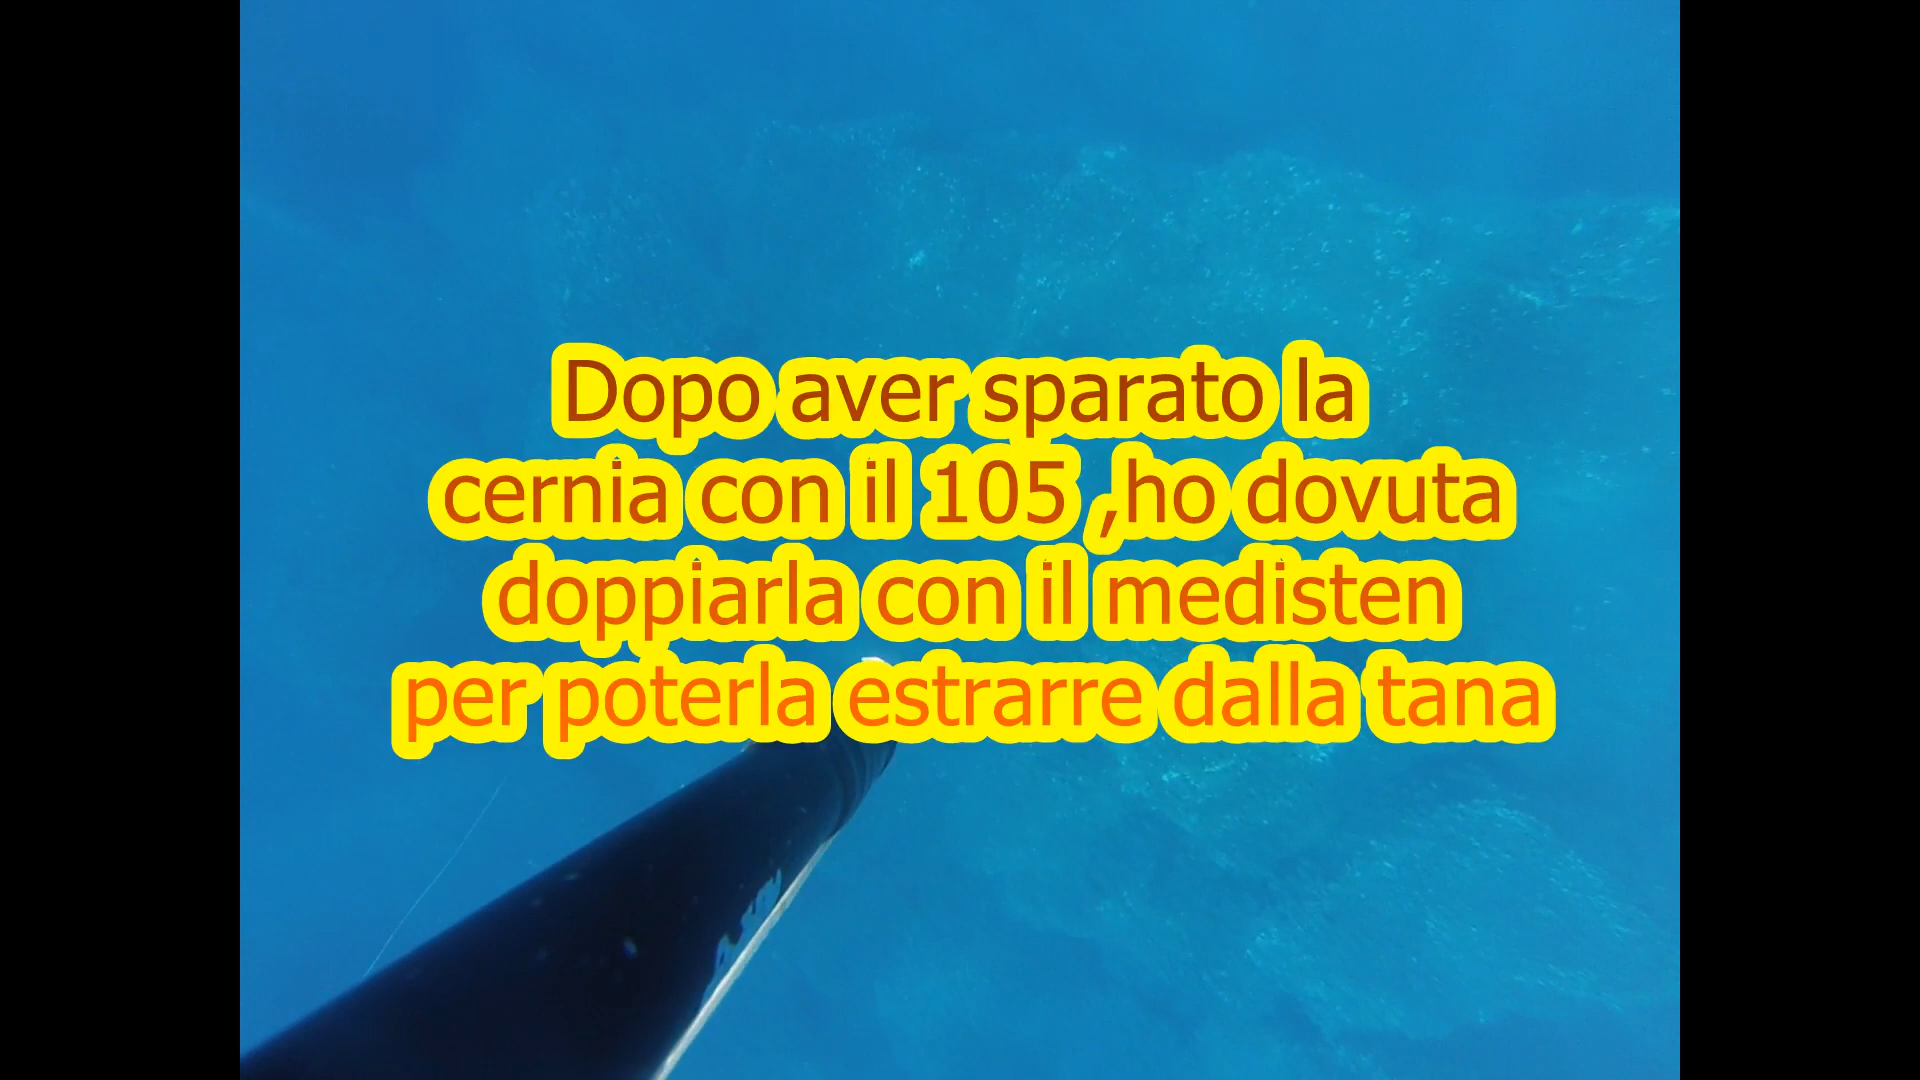 Dopo aver sparato la
cernia con il 105 ,ho dovuta
doppiarla con il medisten
per poterla estrarre dalla tana